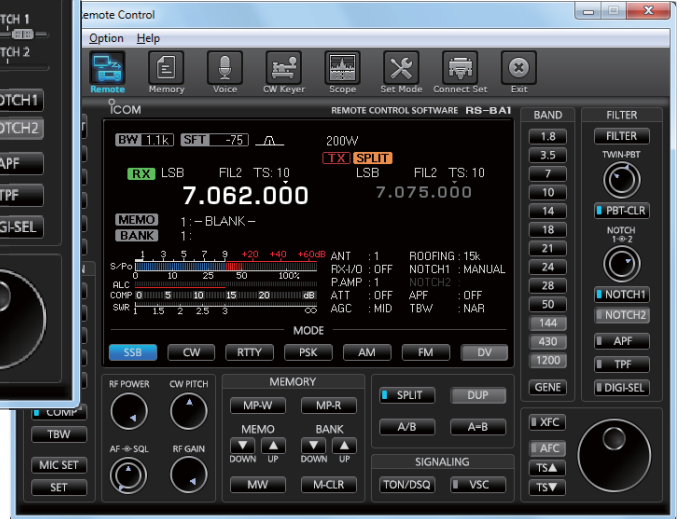 TCH 1
TCH 2
OTCH1
OTCH2
APF
TPF
GI-SEL
emote Control
Option Help
Remote Memory Voice CW Keyer Scope Set Mode Connect Set Exit
ICOM REMOTE CONTROL SOFTWARE RS-BA1
BW 1.1k SFT -75 200W
TX SPLIT
RX LSB FIL2 TS: 10 LSB FIL2 TS: 10
7.062.000 7.075.000
MEMO 1: – BLANK –
BANK 1:
S/Po 1 3 5 7 9 +20 +40 +60dB
0 10 25 50 100%
ALC
COMP 0 5 10 15 20 dB
SWR 1 1.5 2 2.5 3 ∞
ANT : 1 ROOFING : 15k
RX-I/O : OFF NOTCH1 : MANUAL
P.AMP : 1 NOTCH2 :
ATT : OFF APF : OFF
AGC : MID TBW : NAR
MODE
SSB CW RTTY PSK AM FM DV
BAND
1.8
3.5
7
10
14
18
21
24
28
50
144
430
1200
GENE
FILTER
FILTER
TWIN-PBT
PBT-CLR
NOTCH
1-⊙-2
NOTCH1
NOTCH2
APF
TPF
DIGI-SEL
COMP
TBW
MIC SET
SET
RF POWER CW PITCH
AF-⊙-SQL RF GAIN
MEMORY
MP-W MP-R
MEMO BANK
DOWN UP DOWN UP
MW M-CLR
SPLIT DUP
A/B A=B
SIGNALING
TON/DSQ VSC
XFC
AFC
TS▲
TS▼